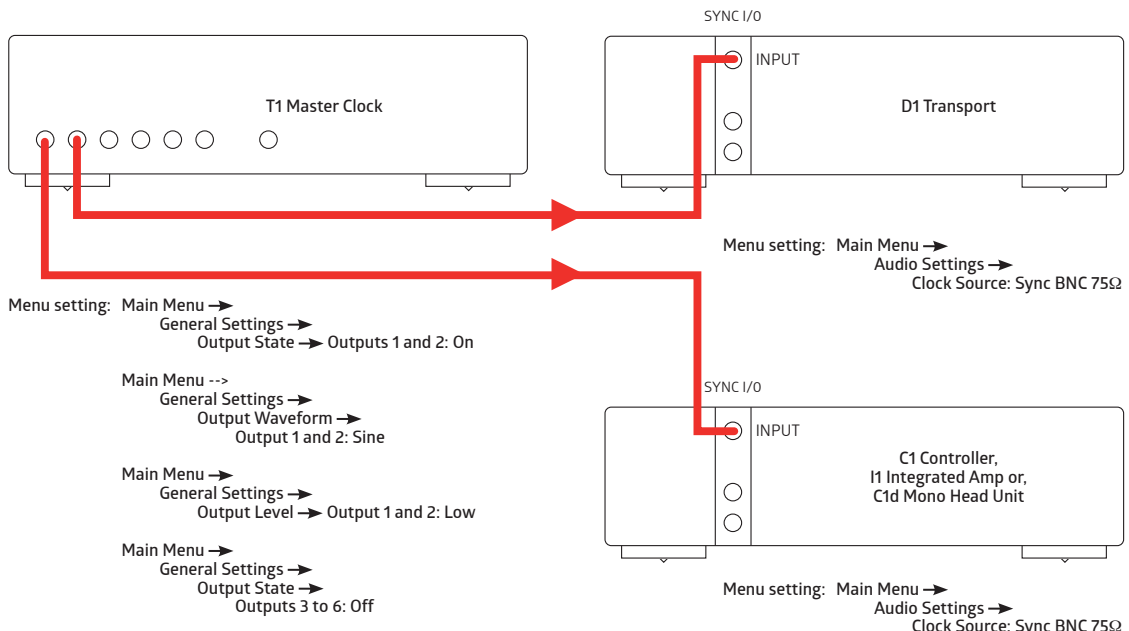 SYNC I/0
INPUT
T1 Master Clock
D1 Transport
Menu setting: Main Menu ➔
Audio Settings ➔
Clock Source: Sync BNC 75Ω
Menu setting: Main Menu ➔
General Settings ➔
Output State ➔ Outputs 1 and 2: On
Main Menu -->
General Settings ➔
Output Waveform ➔
Output 1 and 2: Sine
Main Menu ➔
General Settings ➔
Output Level ➔ Output 1 and 2: Low
Main Menu ➔
General Settings ➔
Output State ➔
Outputs 3 to 6: Off
SYNC I/0
INPUT
C1 Controller,
I1 Integrated Amp or,
C1d Mono Head Unit
Menu setting: Main Menu ➔
Audio Settings ➔
Clock Source: Sync BNC 75Ω